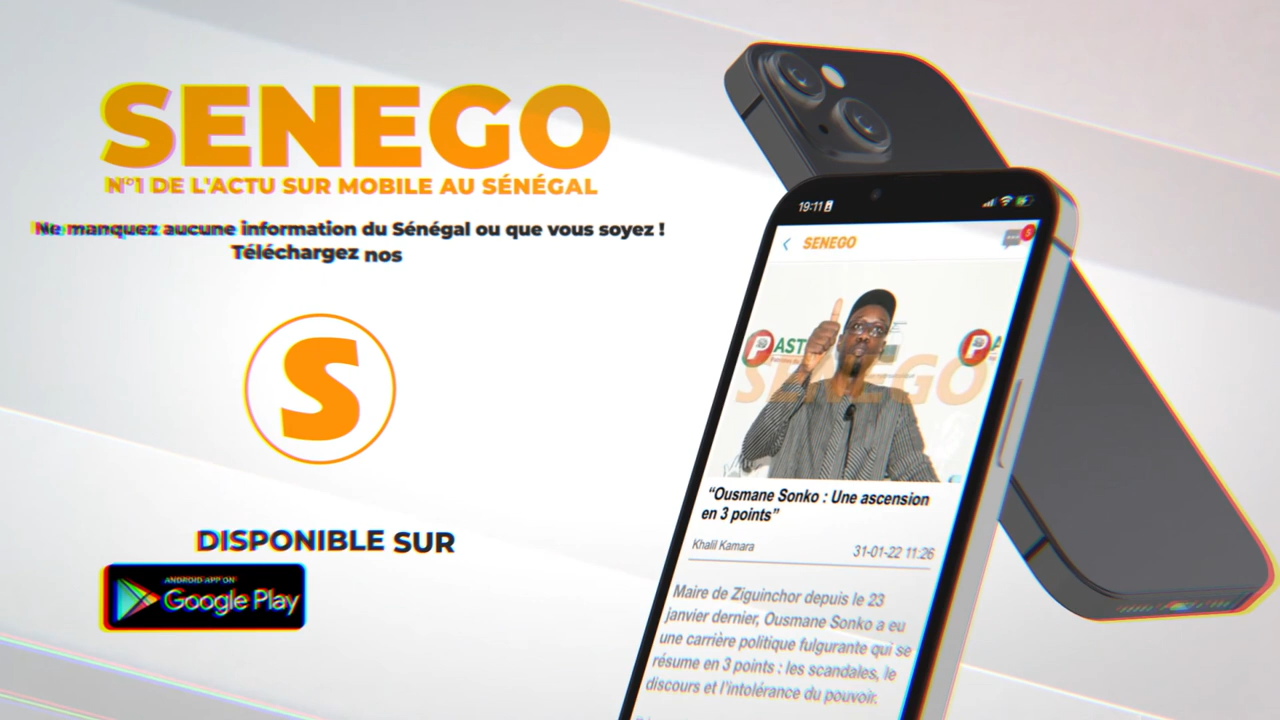 SENEGO
N°1 DE L'ACTU SUR MOBILE AU SÉNÉGAL
Ne manquez aucune information du Sénégal ou que vous soyez !
Téléchargez nos
S
DISPONIBLE SUR
ANDROID APP ON
Google Play
19:11
SENEGO
5
PAST
PA
SENEGO
“Ousmane Sonko : Une ascension
en 3 points”
Khalil Kamara 31-01-22 11:26
Maire de Ziguinchor depuis le 23
janvier dernier, Ousmane Sonko a eu
une carrière politique fulgurante qui se
résume en 3 points : les scandales, le
discours et l'intolérance du pouvoir.